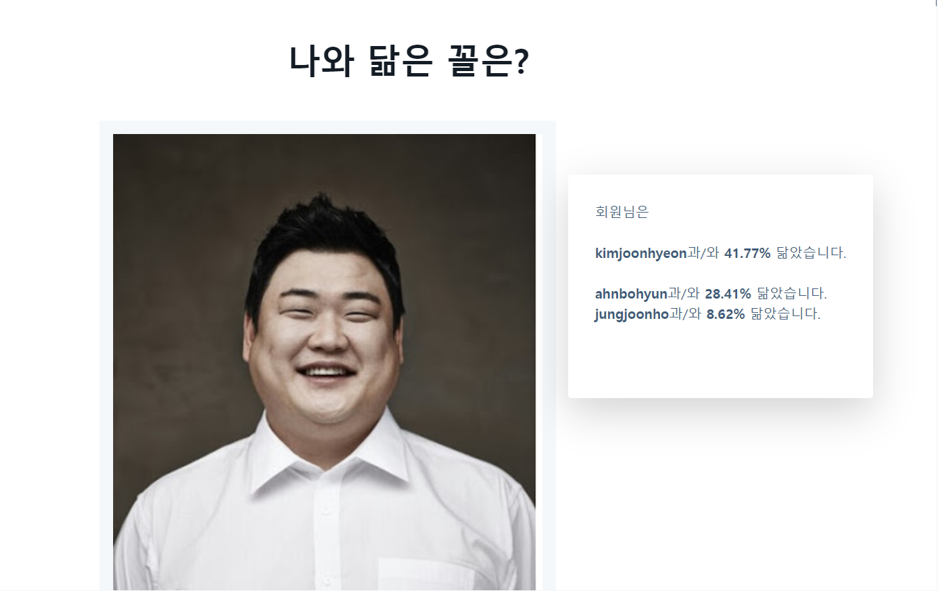 나와 닮은 꼴은?
회원님은
kimjoonhyeon과/와 41.77% 닮았습니다.
ahnbohyun과/와 28.41% 닮았습니다.
jungjoonho과/와 8.62% 닮았습니다.